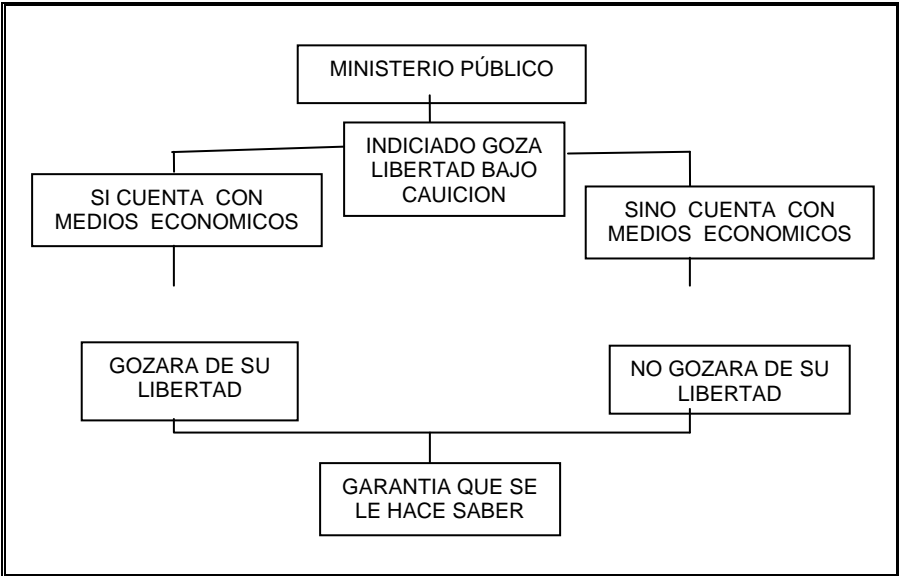 MINISTERIO PÚBLICO
INDICIADO GOZA
LIBERTAD BAJO
CAUICION
SI CUENTA CON
MEDIOS ECONOMICOS
SINO CUENTA CON
MEDIOS ECONOMICOS
GOZARA DE SU
LIBERTAD
NO GOZARA DE SU
LIBERTAD
GARANTIA QUE SE
LE HACE SABER